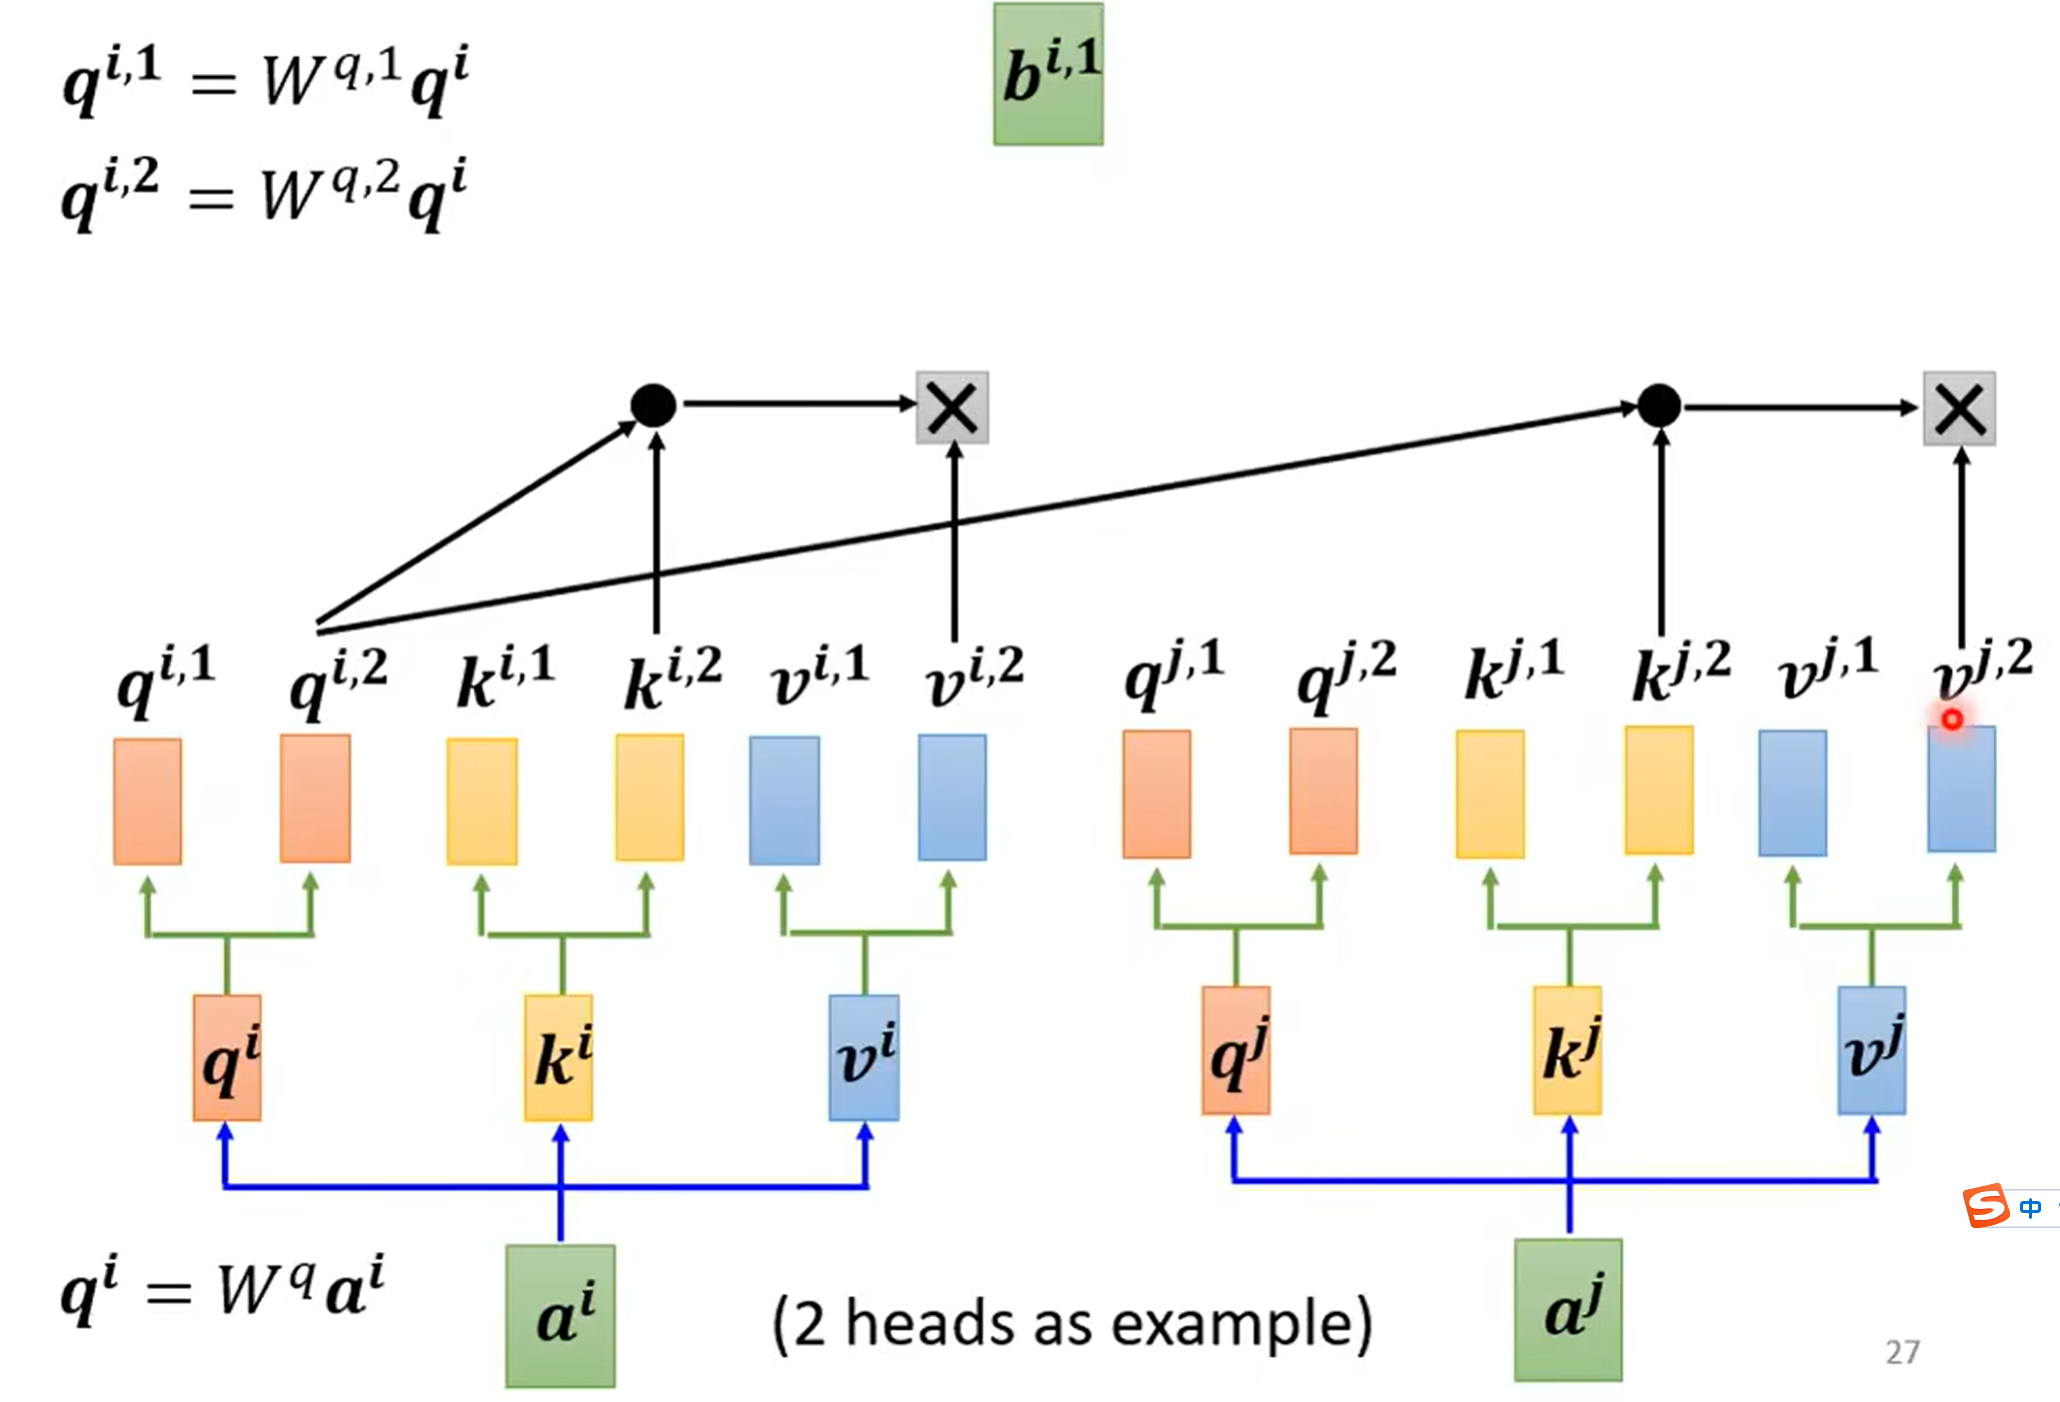 q^{i,1} = W^{q,1} q^i
b^{i,1}
q^{i,2} = W^{q,2} q^i
q^{i,1} q^{i,2} k^{i,1} k^{i,2} v^{i,1} v^{i,2} q^{j,1} q^{j,2} k^{j,1} k^{j,2} v^{j,1} v^{j,2}
q^i k^i v^i q^j k^j v^j
S 中
q^i = W^q a^i
a^i
(2 heads as example)
a^j
27